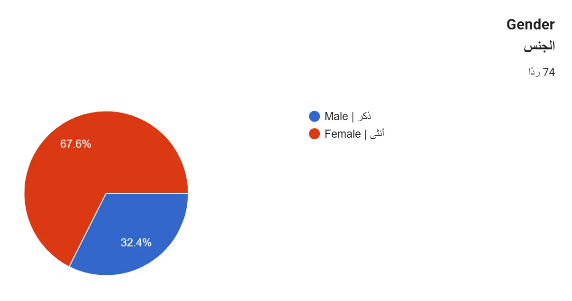 Gender
الجنس
74 ردًا
Male | ذكر
Female | أنثى
67.6%
32.4%